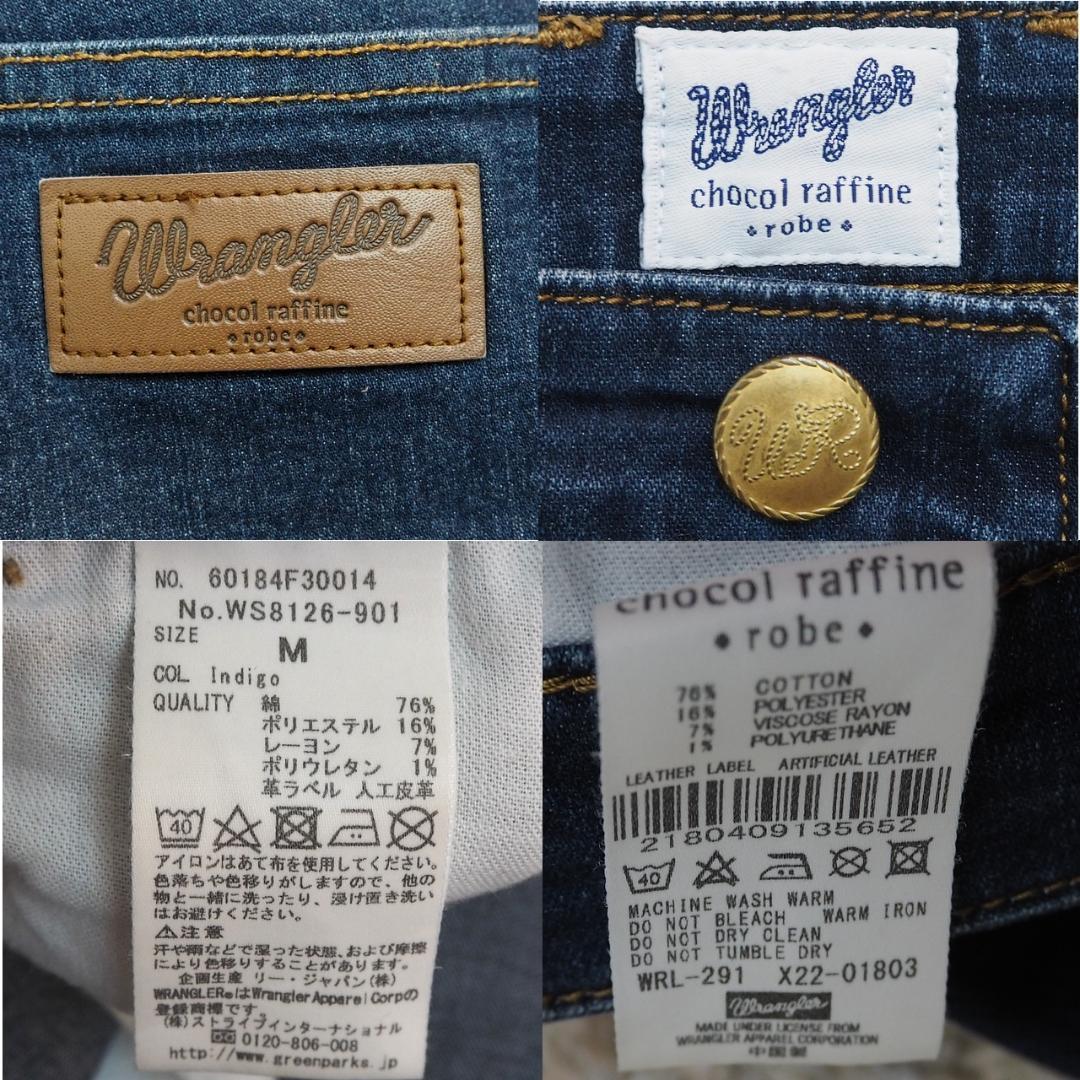 Wrangler
chocol raffine
robe
Wrangler
chocol raffine
robe
WR
NO. 60184F30014
No.WS8126-901
SIZE
M
COL Indigo
QUALITY 綿 76%
ポリエステル 16%
レーヨン 7%
ポリウレタン 1%
革ラベル 人工皮革
40
アイロンはあて布を使用してください。
色落ちや色移りがしますので、他の
物と一緒に洗ったり、浸け置き洗い
はお避けください。
⚠注意
汗や雨などで湿った状態、および摩擦
により色移りすることがあります。
企画生産 リー・ジャパン(株)
WRANGLER®はWrangler Apparel Corpの
登録商標です。
(株)ストライプインターナショナル
0120-806-008
http://www.greenparks.jp
chocol raffine
robe
76% COTTON
16% POLYESTER
7% VISCOSE RAYON
1% POLYURETHANE
LEATHER LABEL ARTIFICIAL LEATHER
2180409135652
40
MACHINE WASH WARM
DO NOT BLEACH WARM IRON
DO NOT DRY CLEAN
DO NOT TUMBLE DRY
WRL-291 X22-01803
Wrangler
MADE UNDER LICENSE FROM
WRANGLER APPAREL CORPORATION
中国製